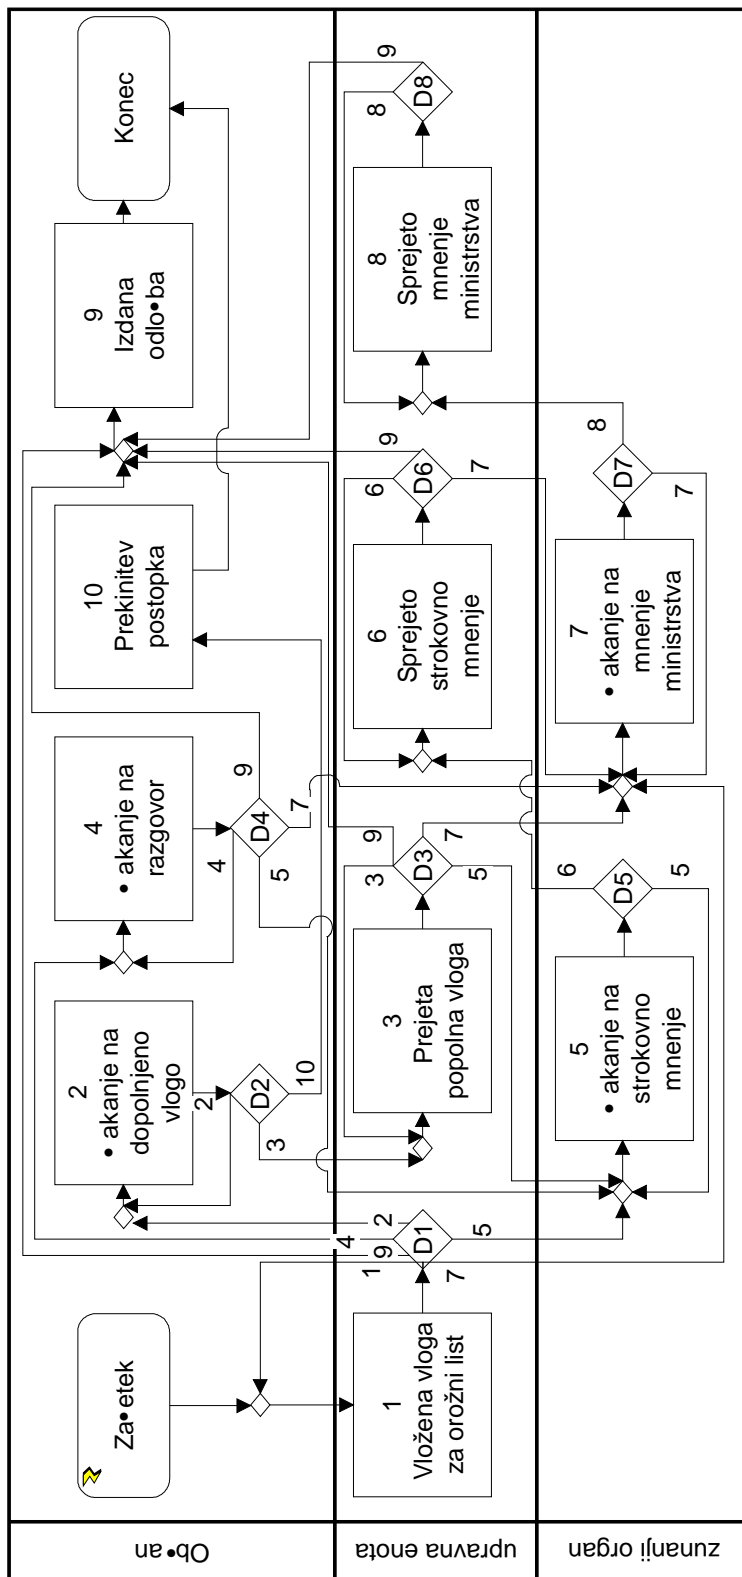 Ob•an
Za•etek
2
• akanje na
dopolnjeno
vlogo
2
D2
3
10
4
• akanje na
razgovor
4
D4
9
7
5
10
Prekinitev
postopka
9
Izdana
odlo•ba
Konec
upravna enota
1
Vložena vloga
za orožni list
D1
1
9
4
2
7
5
3
Prejeta
popolna vloga
D3
3
9
7
5
6
Sprejeto
strokovno
mnenje
D6
6
9
7
8
Sprejeto
mnenje
ministrstva
D8
8
9
zunanji organ
5
• akanje na
strokovno
mnenje
D5
6
5
7
• akanje na
mnenje
ministrstva
D7
8
7